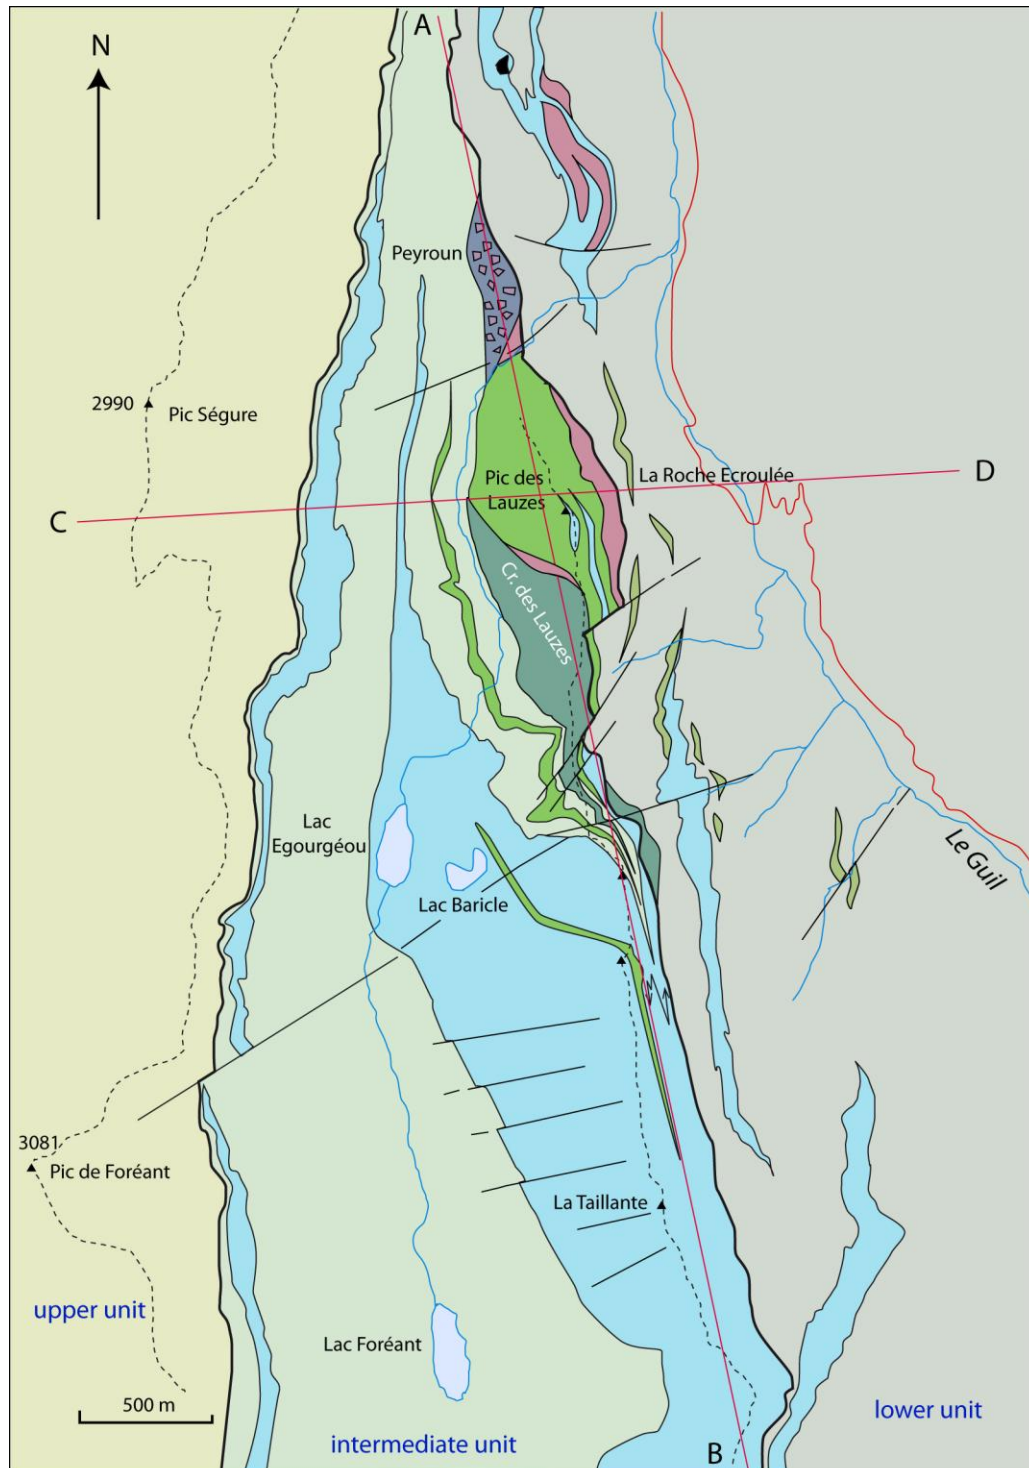 A
N
Peyroun
2990
Pic Ségure
La Roche Ecroulée
D
Pic des
Lauzes
C
Cr. des Lauzes
Lac
Egourgéou
Le Guil
Lac Baricle
3081
Pic de Foréant
La Taillante
upper unit
Lac Foréant
500 m
lower unit
intermediate unit
B